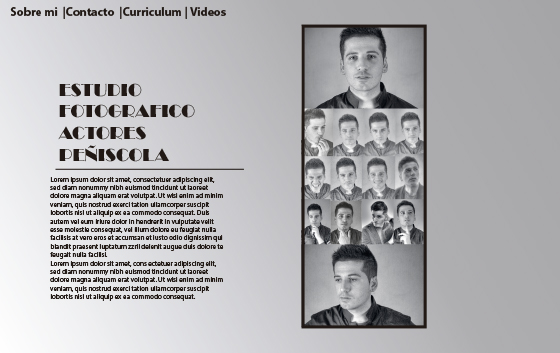 Sobre mi |Contacto |Curriculum | Videos
ESTUDIO
FOTOGRAFICO
ACTORES
PEÑISCOLA
Lorem ipsum dolor sit amet, consectetuer adipiscing elit,
sed diam nonummy nibh euismod tincidunt ut laoreet
dolore magna aliquam erat volutpat. Ut wisi enim ad minim
veniam, quis nostrud exerci tation ullamcorper suscipit
lobortis nisl ut aliquip ex ea commodo consequat. Duis
autem vel eum iriure dolor in hendrerit in vulputate velit
esse molestie consequat, vel illum dolore eu feugiat nulla
facilisis at vero eros et accumsan et iusto odio dignissim qui
blandit praesent luptatum zzril delenit augue duis dolore te
feugait nulla facilisi.
Lorem ipsum dolor sit amet, cons ectetuer adipiscing elit,
sed diam nonummy nibh euismod tincidunt ut laoreet
dolore magna aliquam erat volutpat. Ut wisi enim ad minim
veniam, quis nostrud exerci tation ullamcorper suscipit
lobortis nisl ut aliquip ex ea commodo consequat.